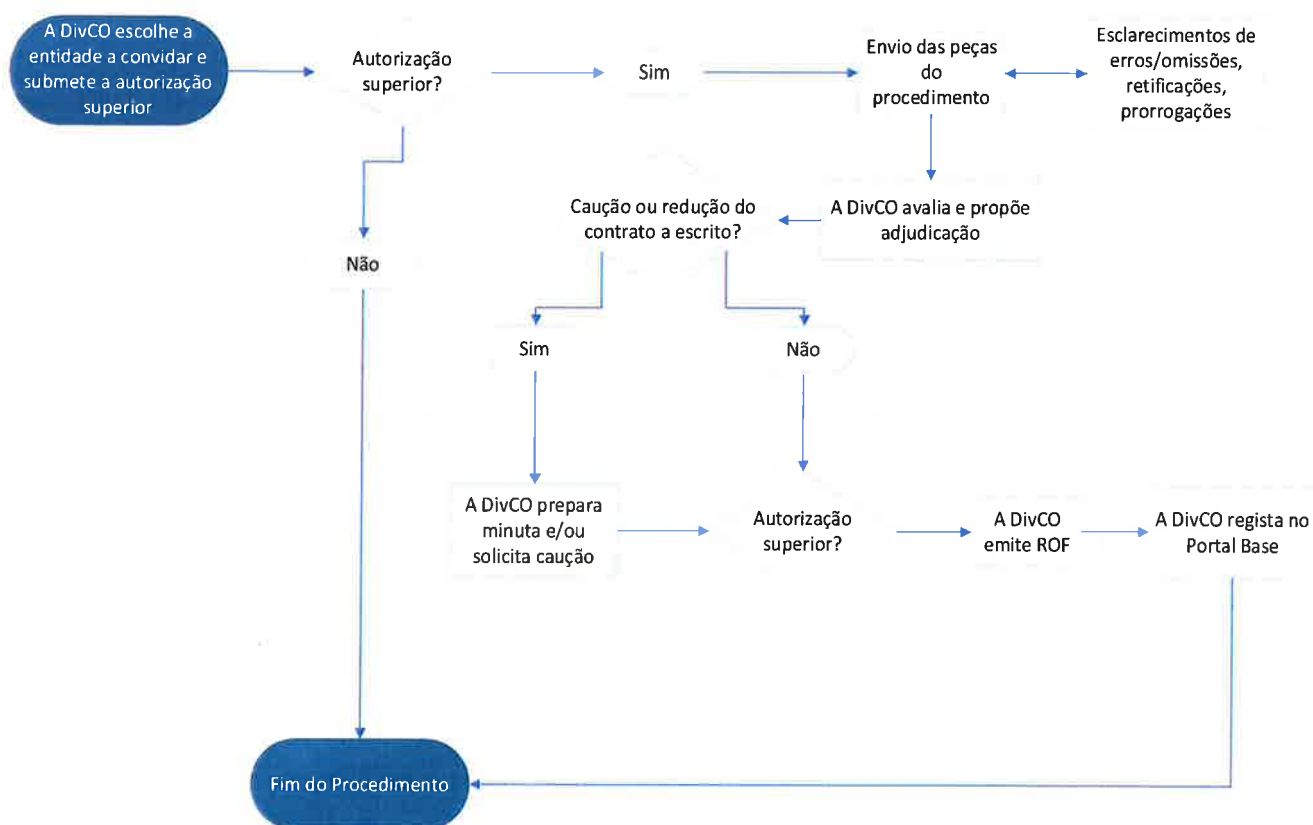 A DivCO escolhe a
entidade a convidar e
submete a autorização
superior
Autorização
superior?
Sim
Envio das peças
do
procedimento
Esclarecimentos de
erros/omissões,
retificações,
prorrogações
Não
Caução ou redução do
contrato a escrito?
A DivCO avalia e propõe
adjudicação
Sim
Não
A DivCO prepara
minuta e/ou
solicita caução
Autorização
superior?
A DivCO
emite ROF
A DivCO regista no
Portal Base
Fim do Procedimento